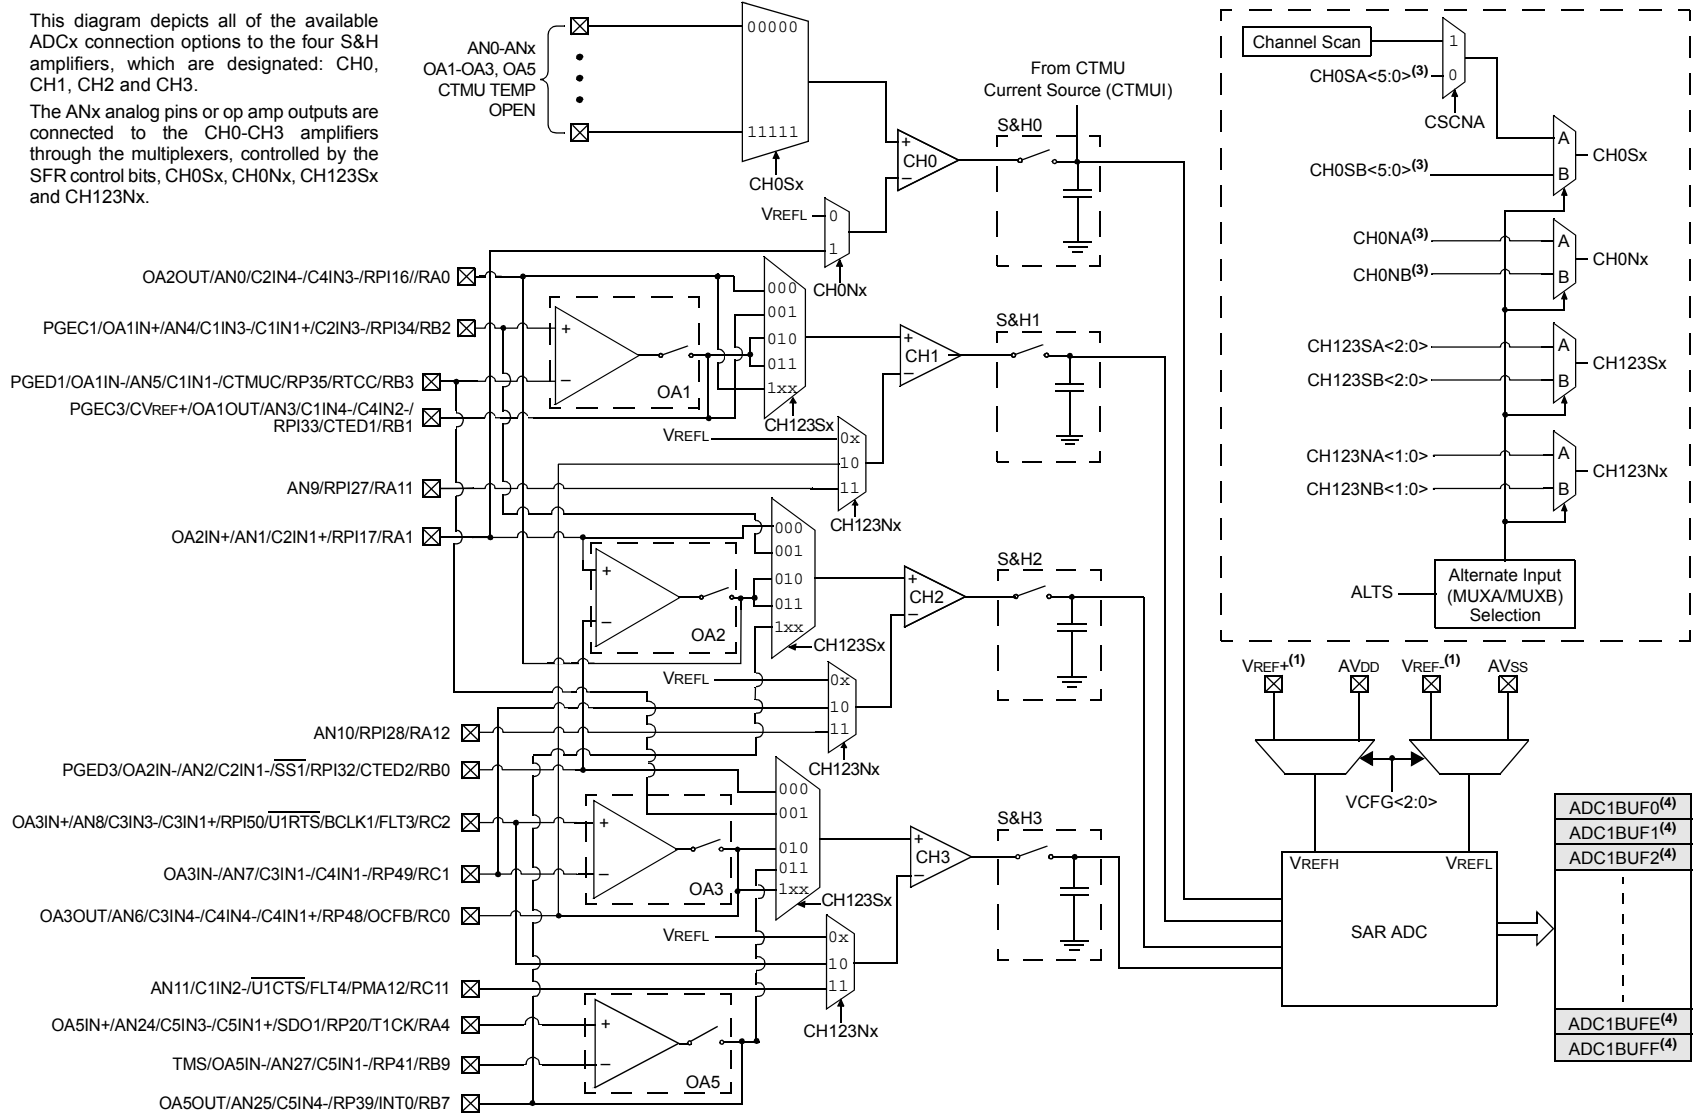 This diagram depicts all of the available
ADCx connection options to the four S&H
amplifiers, which are designated: CH0,
CH1, CH2 and CH3.
The ANx analog pins or op amp outputs are
connected to the CH0-CH3 amplifiers
through the multiplexers, controlled by the
SFR control bits, CH0Sx, CH0Nx, CH123Sx
and CH123Nx.
AN0-ANx
OA1-OA3, OA5
CTMU TEMP
OPEN
00000
11111
CH0Sx
+
CH0
–
From CTMU
Current Source (CTMUI)
S&H0
VREFL
0
1
CH0Nx
OA2OUT/AN0/C2IN4-/C4IN3-/RPI16//RA0
PGEC1/OA1IN+/AN4/C1IN3-/C1IN1+/C2IN3-/RPI34/RB2
PGED1/OA1IN-/AN5/C1IN1-/CTMUC/RP35/RTCC/RB3
PGEC3/CVREF+/OA1OUT/AN3/C1IN4-/C4IN2-/
RPI33/CTED1/RB1
+
–
OA1
000
001
010
011
1xx
CH123Sx
+
CH1
–
S&H1
VREFL
0x
10
11
CH123Nx
AN9/RPI27/RA11
OA2IN+/AN1/C2IN1+/RPI17/RA1
+
–
OA2
000
001
010
011
1xx
CH123Sx
+
CH2
–
S&H2
VREFL
0x
10
11
CH123Nx
AN10/RPI28/RA12
PGED3/OA2IN-/AN2/C2IN1-/SS1/RPI32/CTED2/RB0
OA3IN+/AN8/C3IN3-/C3IN1+/RPI50/U1RTS/BCLK1/FLT3/RC2
OA3IN-/AN7/C3IN1-/C4IN1-/RP49/RC1
OA3OUT/AN6/C3IN4-/C4IN4-/C4IN1+/RP48/OCFB/RC0
+
–
OA3
000
001
010
011
1xx
CH123Sx
+
CH3
–
S&H3
VREFL
0x
10
11
CH123Nx
AN11/C1IN2-/U1CTS/FLT4/PMA12/RC11
OA5IN+/AN24/C5IN3-/C5IN1+/SDO1/RP20/T1CK/RA4
TMS/OA5IN-/AN27/C5IN1-/RP41/RB9
OA5OUT/AN25/C5IN4-/RP39/INT0/RB7
+
–
OA5
Channel Scan
1
CH0SA<5:0>(3)
0
CSCNA
A
CH0Sx
CH0SB<5:0>(3)
B
CH0NA(3)
A
CH0Nx
CH0NB(3)
B
CH123SA<2:0>
A
CH123Sx
CH123SB<2:0>
B
CH123NA<1:0>
A
CH123Nx
CH123NB<1:0>
B
ALTS
Alternate Input
(MUXA/MUXB)
Selection
VREF+(1)
AVDD
VREF-(1)
AVSS
VCFG<2:0>
VREFH
VREFL
SAR ADC
ADC1BUF0(4)
ADC1BUF1(4)
ADC1BUF2(4)
ADC1BUFE(4)
ADC1BUFF(4)